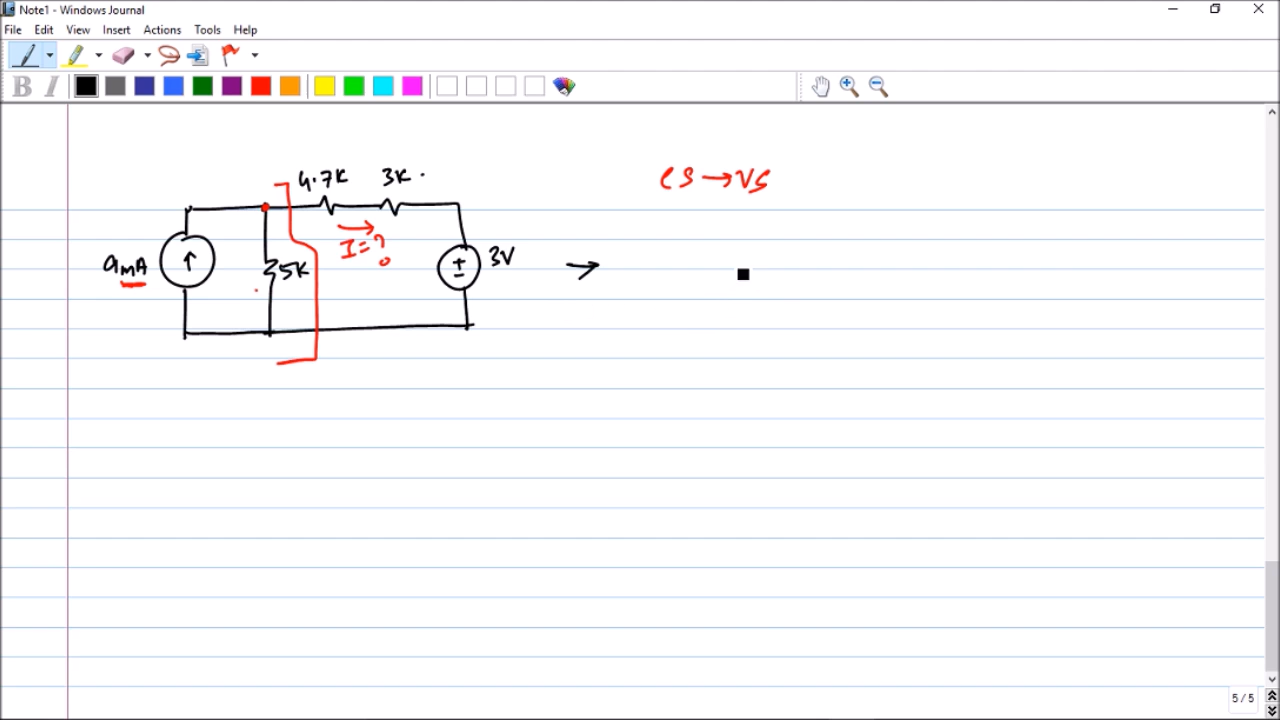 Note1 - Windows Journal
File Edit View Insert Actions Tools Help
B I
4.7K 3K
CS → VS
I = ?
9mA
5K
+
-
3V
→
5 / 5